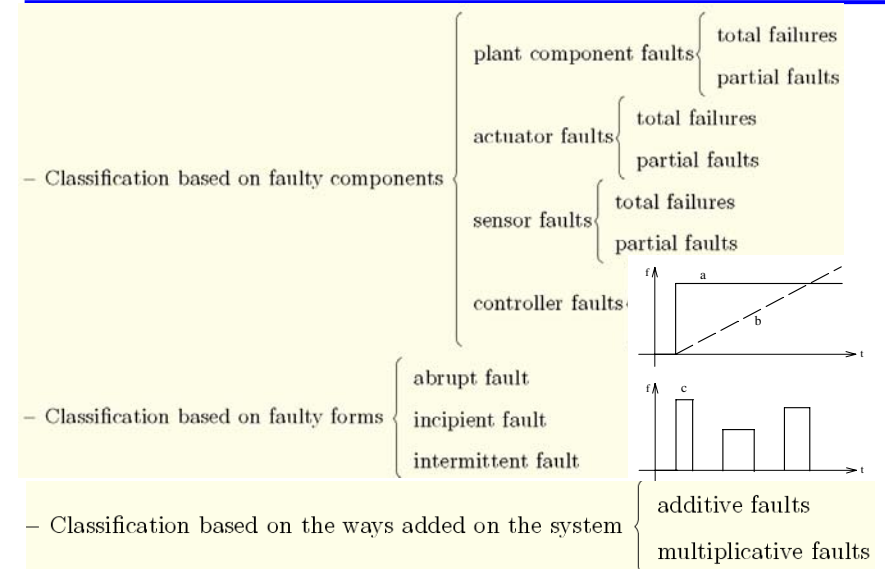 total failures
plant component faults
partial faults
total failures
actuator faults
partial faults
– Classification based on faulty components
total failures
sensor faults
partial faults
controller faults
f
a
b
t
f
c
t
abrupt fault
– Classification based on faulty forms
incipient fault
intermittent fault
additive faults
– Classification based on the ways added on the system
multiplicative faults